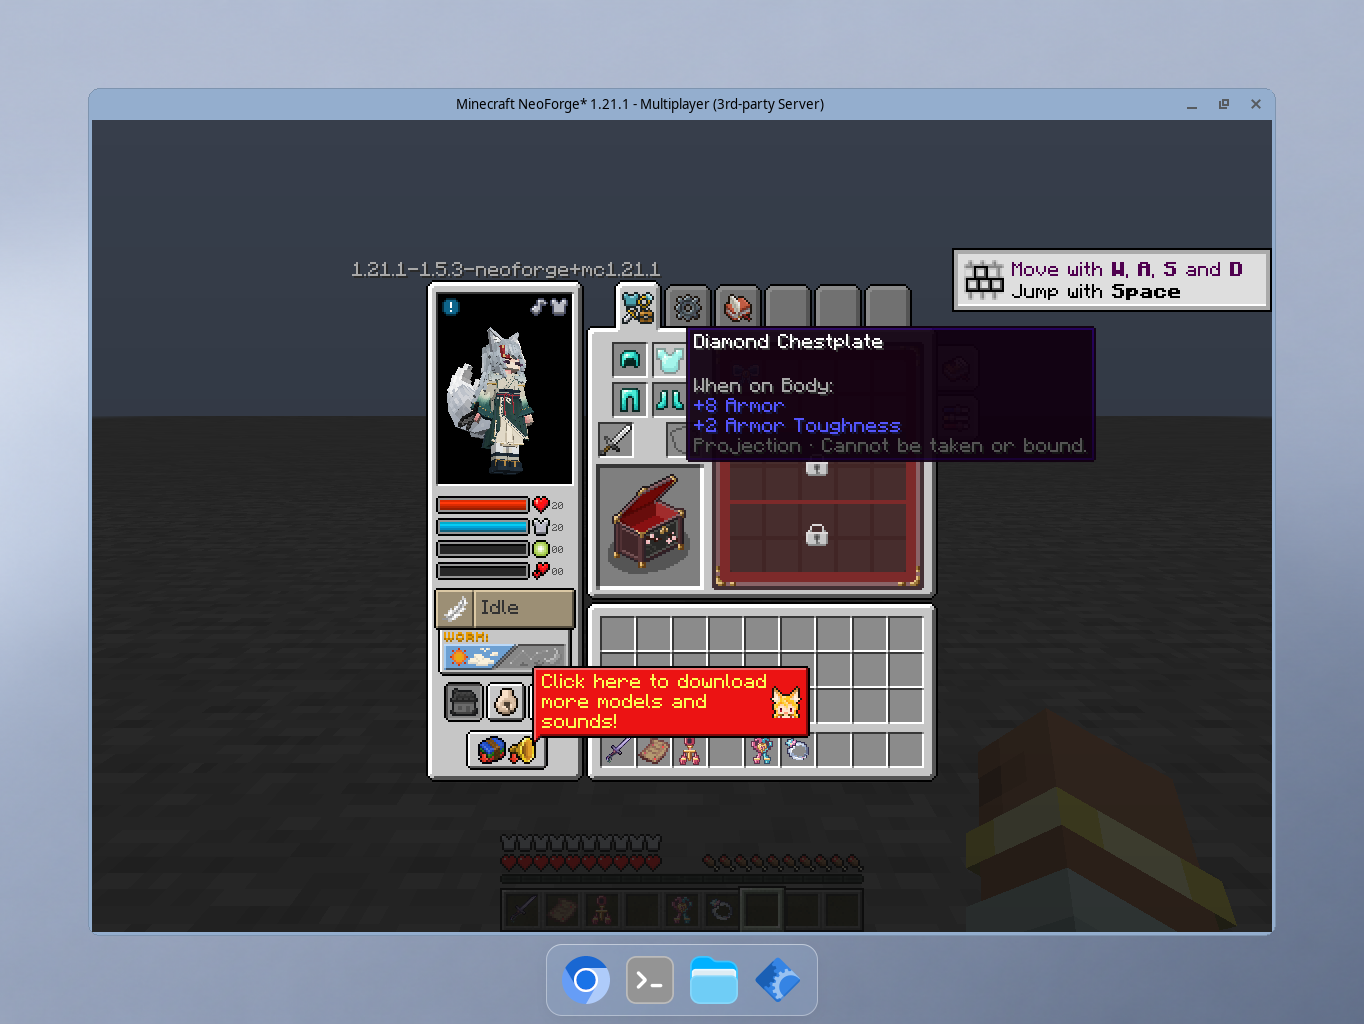 Minecraft NeoForge* 1.21.1 - Multiplayer (3rd-party Server)
1.21.1-1.5.3-neoforge+mc1.21.1
Move with W, A, S and D
Jump with Space
Diamond Chestplate
When on Body:
+8 Armor
+2 Armor Toughness
Projection · Cannot be taken or bound.
20
20
00
00
Idle
WORK:
Click here to download
more models and
sounds!